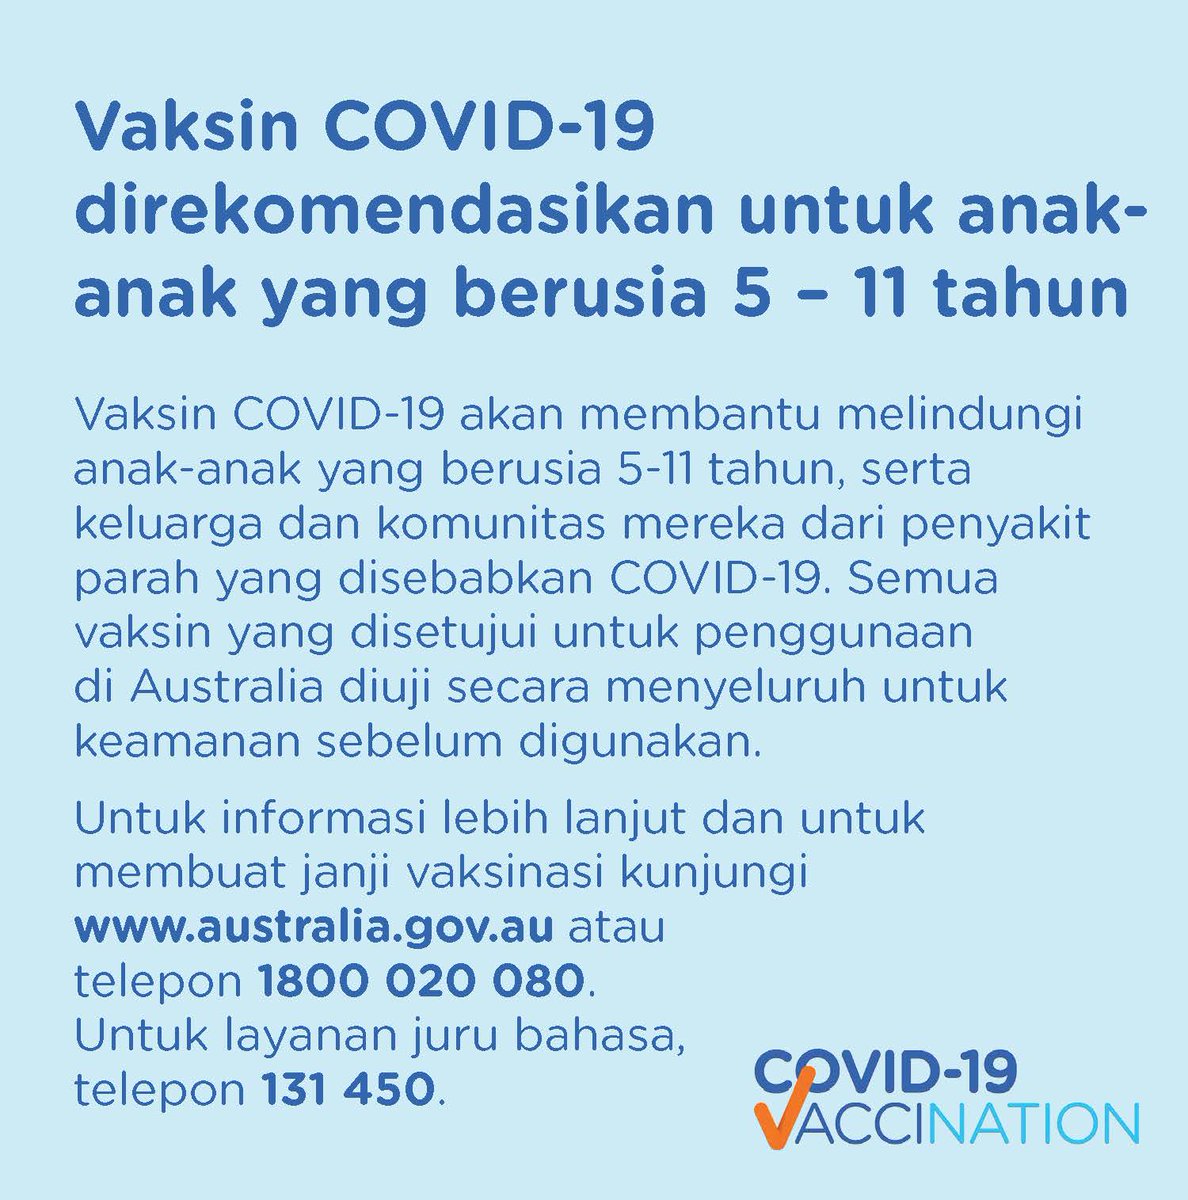 Vaksin COVID-19
direkomendasikan untuk anak-
anak yang berusia 5 – 11 tahun
Vaksin COVID-19 akan membantu melindungi
anak-anak yang berusia 5-11 tahun, serta
keluarga dan komunitas mereka dari penyakit
parah yang disebabkan COVID-19. Semua
vaksin yang disetujui untuk penggunaan
di Australia diuji secara menyeluruh untuk
keamanan sebelum digunakan.
Untuk informasi lebih lanjut dan untuk
membuat janji vaksinasi kunjungi
www.australia.gov.au atau
telepon 1800 020 080.
Untuk layanan juru bahasa,
telepon 131 450.
COVID-19
VACCINATION